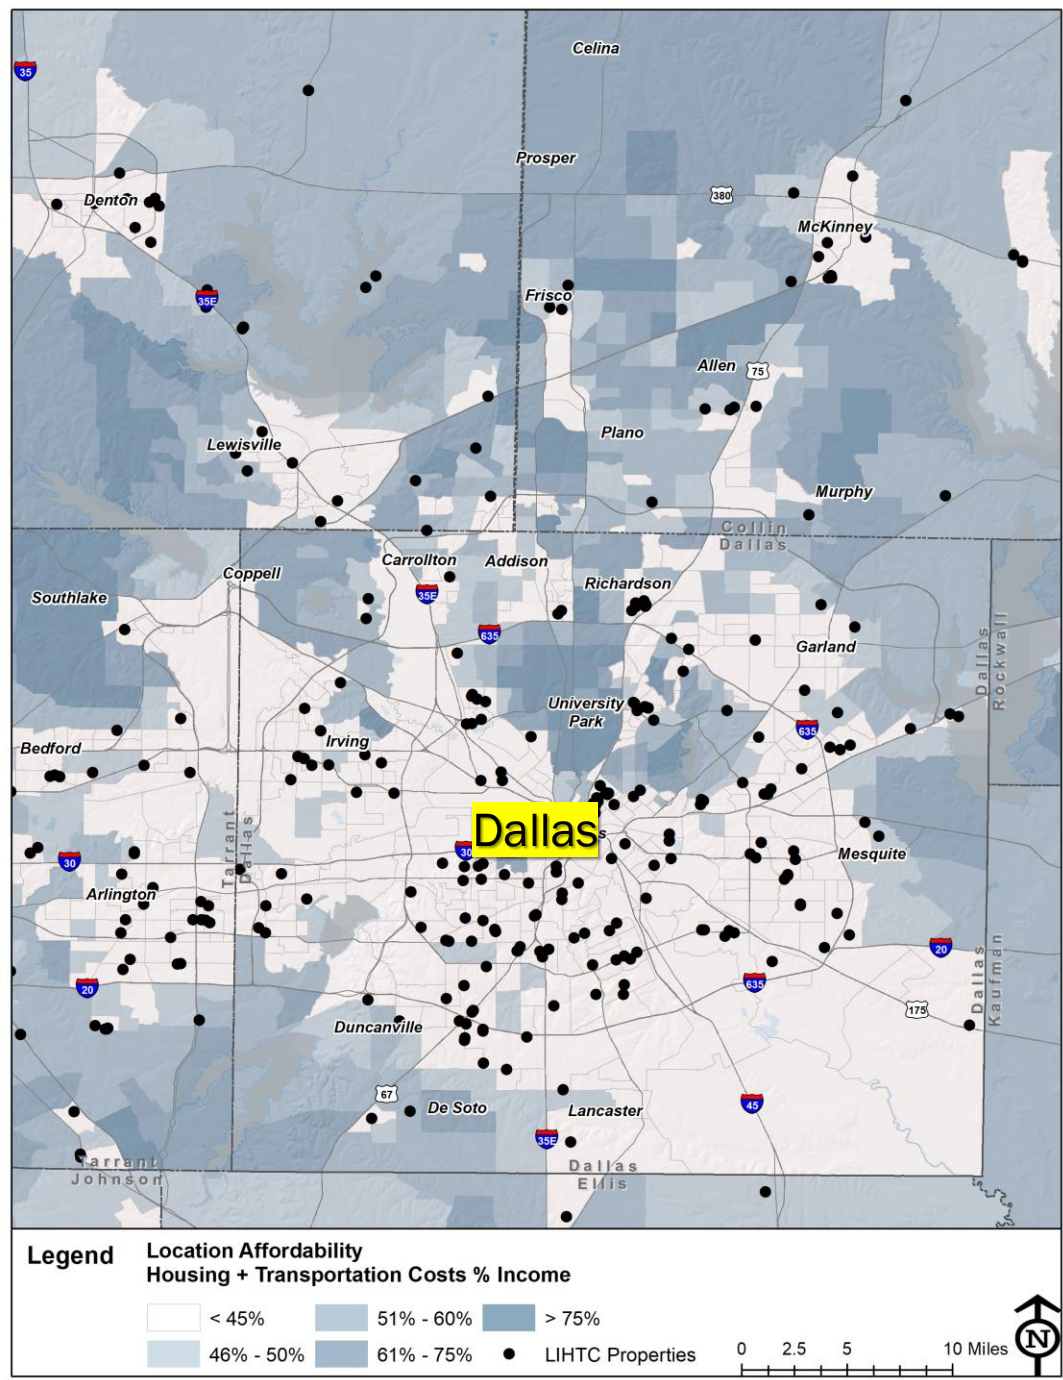 Celina
35
Prosper
380
Denton
McKinney
35E
Frisco
Allen
75
Plano
Lewisville
Murphy
Collin
Dallas
Carrollton
Addison
Coppell
Richardson
Southlake
35E
635
Garland
Dallas
Rockwall
University
Park
635
Bedford
Irving
Dallas
s
Tarrant
Dallas
30
30
Mesquite
Arlington
20
Dallas
Kaufman
20
635
175
Duncanville
67
De Soto
Lancaster
45
35E
Tarrant
Johnson
Dallas
Ellis
Legend
Location Affordability
Housing + Transportation Costs % Income
< 45%
51% - 60%
> 75%
46% - 50%
61% - 75%
LIHTC Properties
0 2.5 5 10 Miles
N